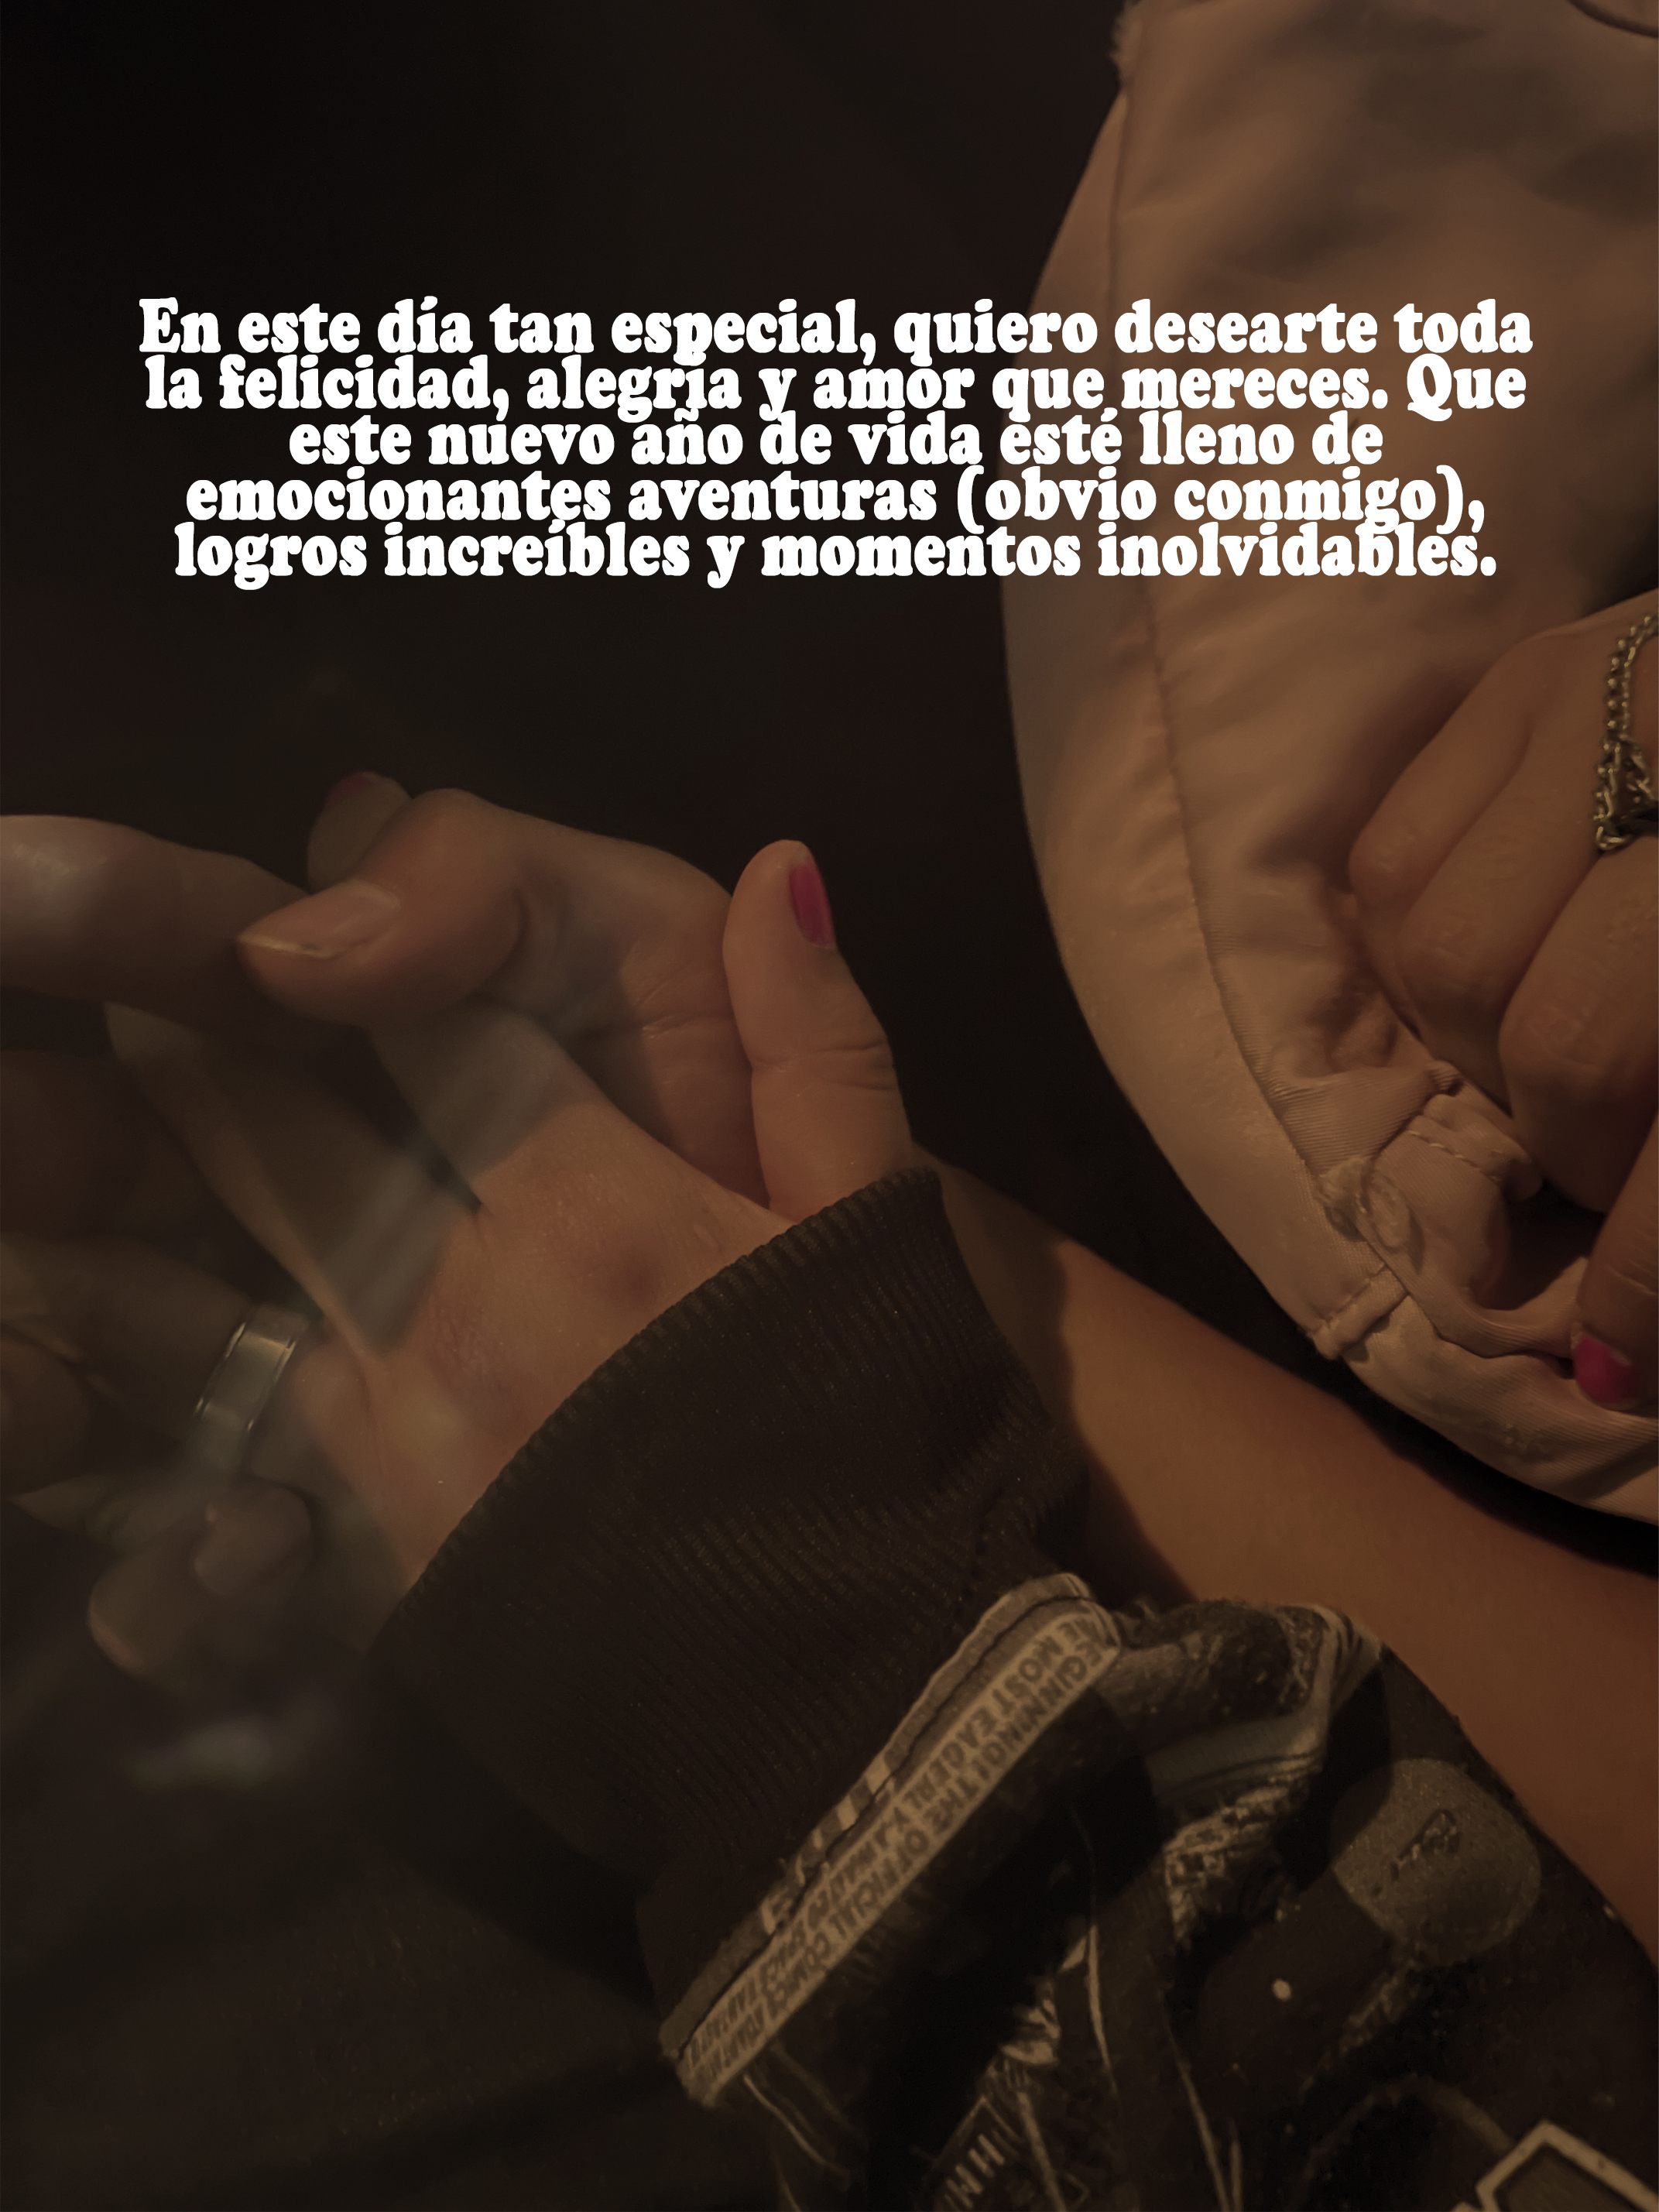 En este día tan especial, quiero desearte toda
la felicidad, alegría y amor que mereces. Que
este nuevo año de vida esté lleno de
emocionantes aventuras (obvio conmigo),
logros increíbles y momentos inolvidables.